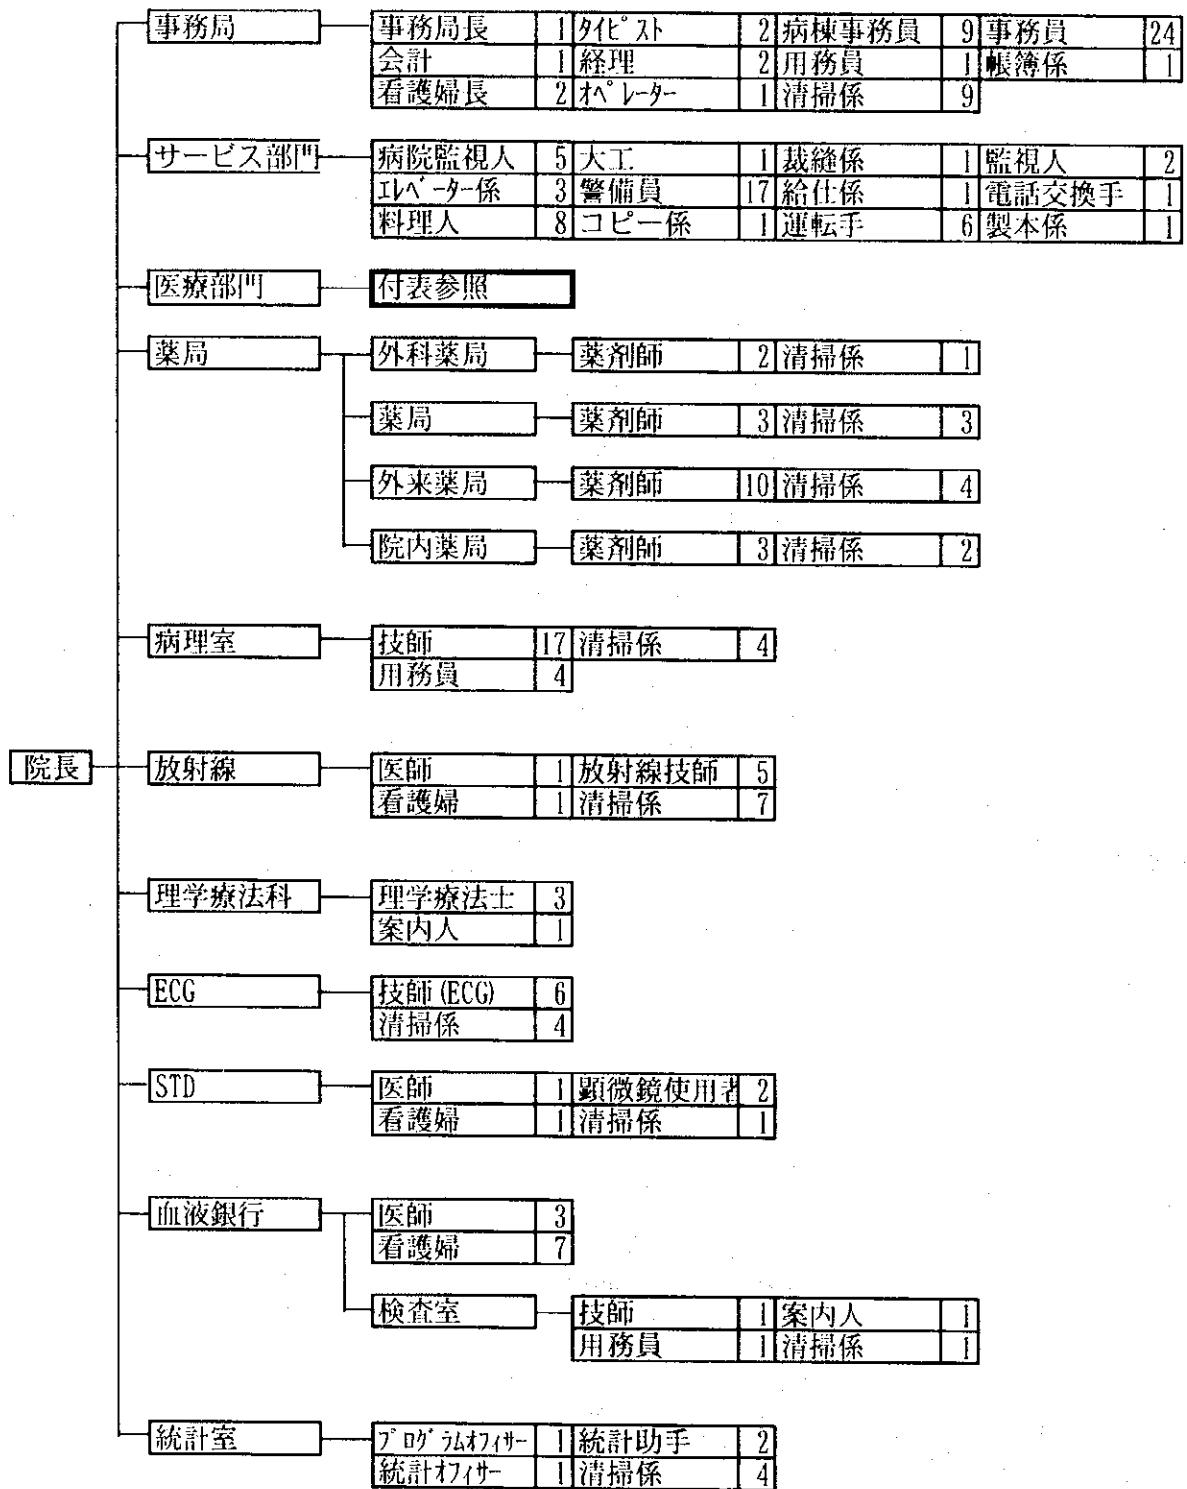 事務局 事務局長 1 タイピスト 2 病棟事務員 9 事務員 24
会計 1 経理 2 用務員 1 帳簿係 1
看護婦長 2 オペレーター 1 清掃係 9
サービス部門 病院監視人 5 大工 1 裁縫係 1 監視人 2
エレベーター係 3 警備員 17 給仕係 1 電話交換手 1
料理人 8 コピー係 1 運転手 6 製本係 1
医療部門 付表参照
薬局 外科薬局 薬剤師 2 清掃係 1
薬局 薬剤師 3 清掃係 3
外来薬局 薬剤師 10 清掃係 4
院内薬局 薬剤師 3 清掃係 2
病理室 技師 17 清掃係 4
用務員 4
院長 放射線 医師 1 放射線技師 5
看護婦 1 清掃係 7
理学療法科 理学療法士 3
案内人 1
ECG 技師(ECG) 6
清掃係 4
STD 医師 1 顕微鏡使用者 2
看護婦 1 清掃係 1
血液銀行 医師 3
看護婦 7
検査室 技師 1 案内人 1
用務員 1 清掃係 1
統計室 プログラムオフィサー 1 統計助手 2
統計オフィサー 1 清掃係 4